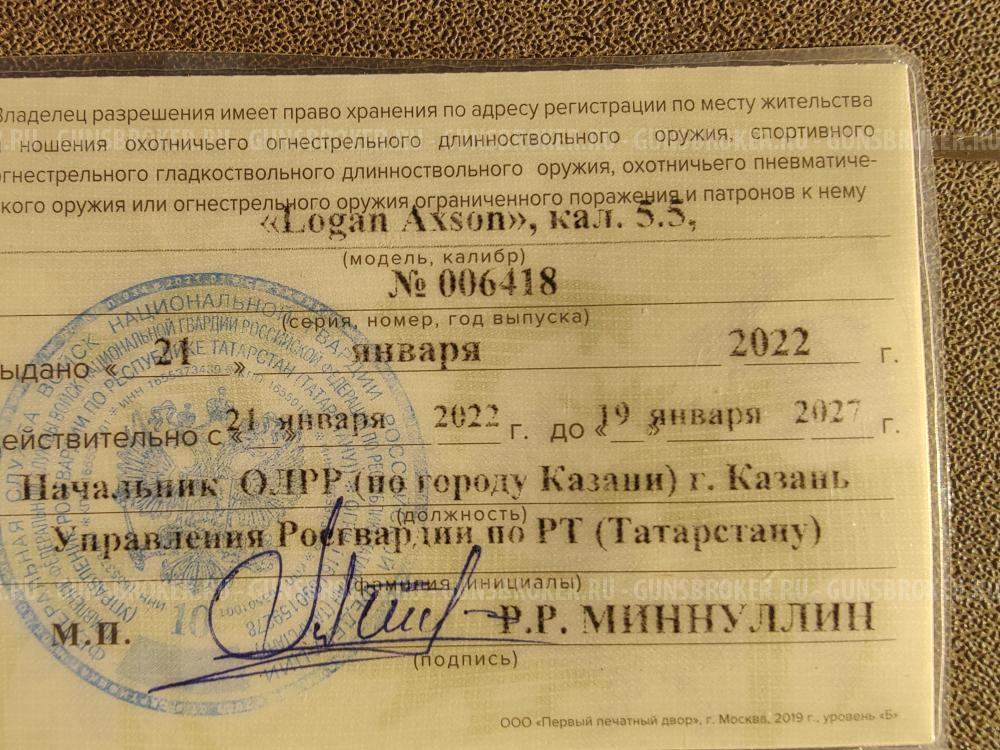 Владелец разрешения имеет право хранения по адресу регистрации по месту жительства
ношения охотничьего огнестрельного длинноствольного оружия, спортивного
огнестрельного гладкоствольного длинноствольного оружия, охотничьего пневматиче-
ского оружия или огнестрельного оружия ограниченного поражения и патронов к нему
«Logan Axson», кал. 5.5,
(модель, калибр)
№ 006418
(серия, номер, год выпуска)
ыдано « 21 » января 2022 г.
действительно с « 21 » января 2022 г. до « 19 » января 2027 г.
Начальник ОЛРР (по городу Казани) г. Казань
(должность)
Управления Росгвардии по РТ (Татарстану)
(фамилия, инициалы)
М.П. Р.Р. МИННУЛЛИН
(подпись)
ООО «Первый печатный двор», г. Москва, 2019 г., уровень «Б»
GUNSBROKER.RU